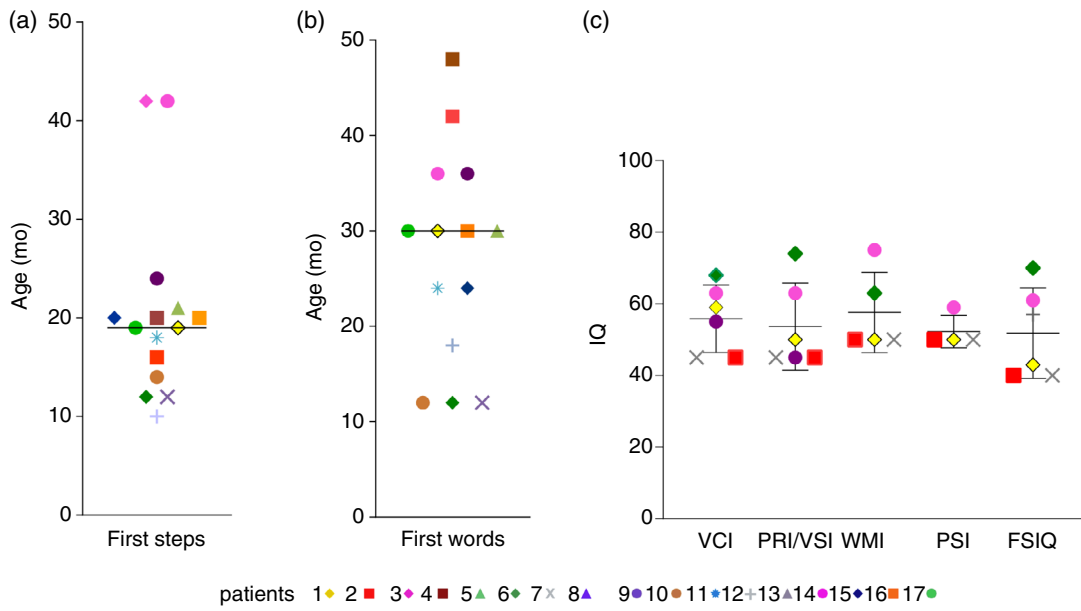 (a)
50
40
30
20
10
0
Age (mo)
First steps
(b)
50
40
30
20
10
0
Age (mo)
First words
(c)
100
80
60
40
20
0
IQ
VCI PRI/VSI WMI PSI FSIQ
patients 1 2 3 4 5 6 7 8 9 10 11 12 13 14 15 16 17